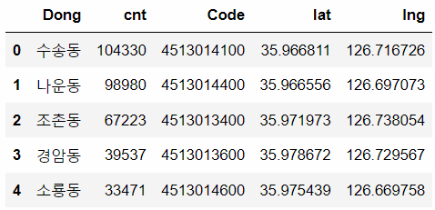 Dong cnt Code lat lng
0 수송동 104330 4513014100 35.966811 126.716726
1 나운동 98980 4513014400 35.966556 126.697073
2 조촌동 67223 4513013400 35.971973 126.738054
3 경암동 39537 4513013600 35.978672 126.729567
4 소룡동 33471 4513014600 35.975439 126.669758